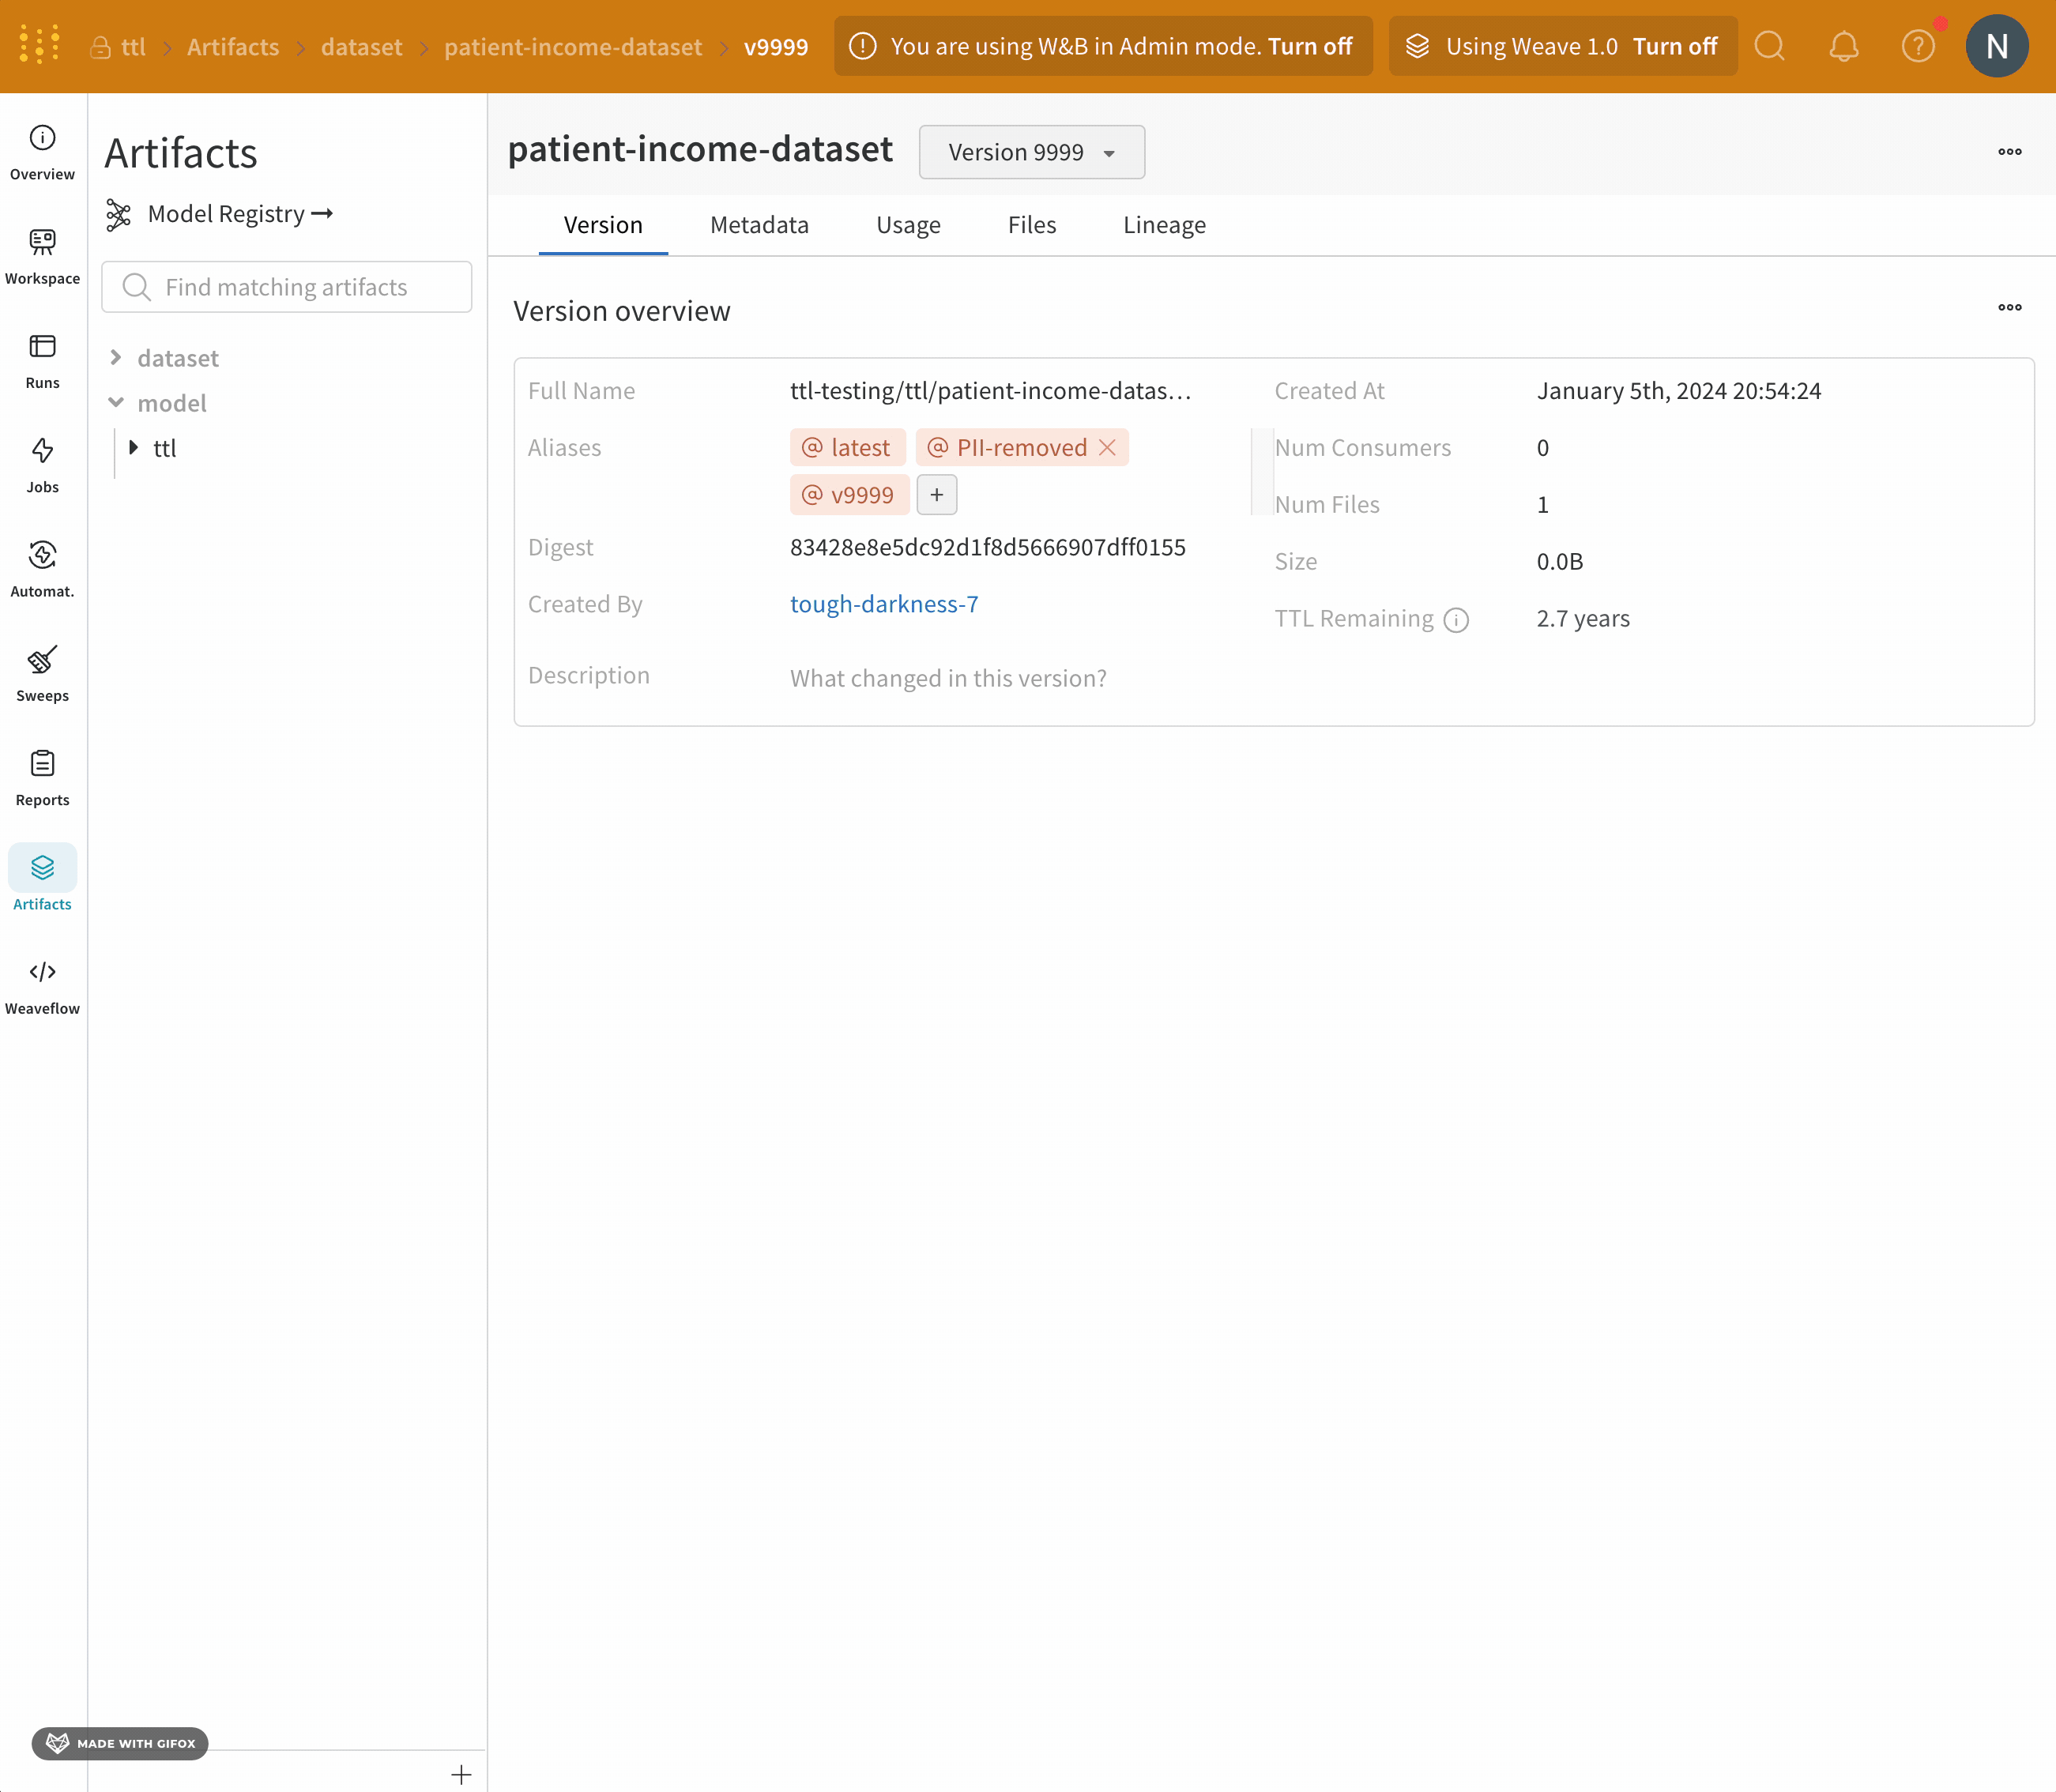 ttl > Artifacts > dataset > patient-income-dataset > v9999
You are using W&B in Admin mode. Turn off
Using Weave 1.0 Turn off
N
Overview
Workspace
Runs
Jobs
Automat.
Sweeps
Reports
Artifacts
Weaveflow
Artifacts
Model Registry →
Find matching artifacts
dataset
model
ttl
patient-income-dataset
Version 9999
Version Metadata Usage Files Lineage
Version overview
Full Name ttl-testing/ttl/patient-income-datas…
Aliases @ latest @ PII-removed
@ v9999 +
Digest 83428e8e5dc92d1f8d5666907dff0155
Created By tough-darkness-7
Description What changed in this version?
Created At January 5th, 2024 20:54:24
Num Consumers 0
Num Files 1
Size 0.0B
TTL Remaining 2.7 years
MADE WITH GIFOX